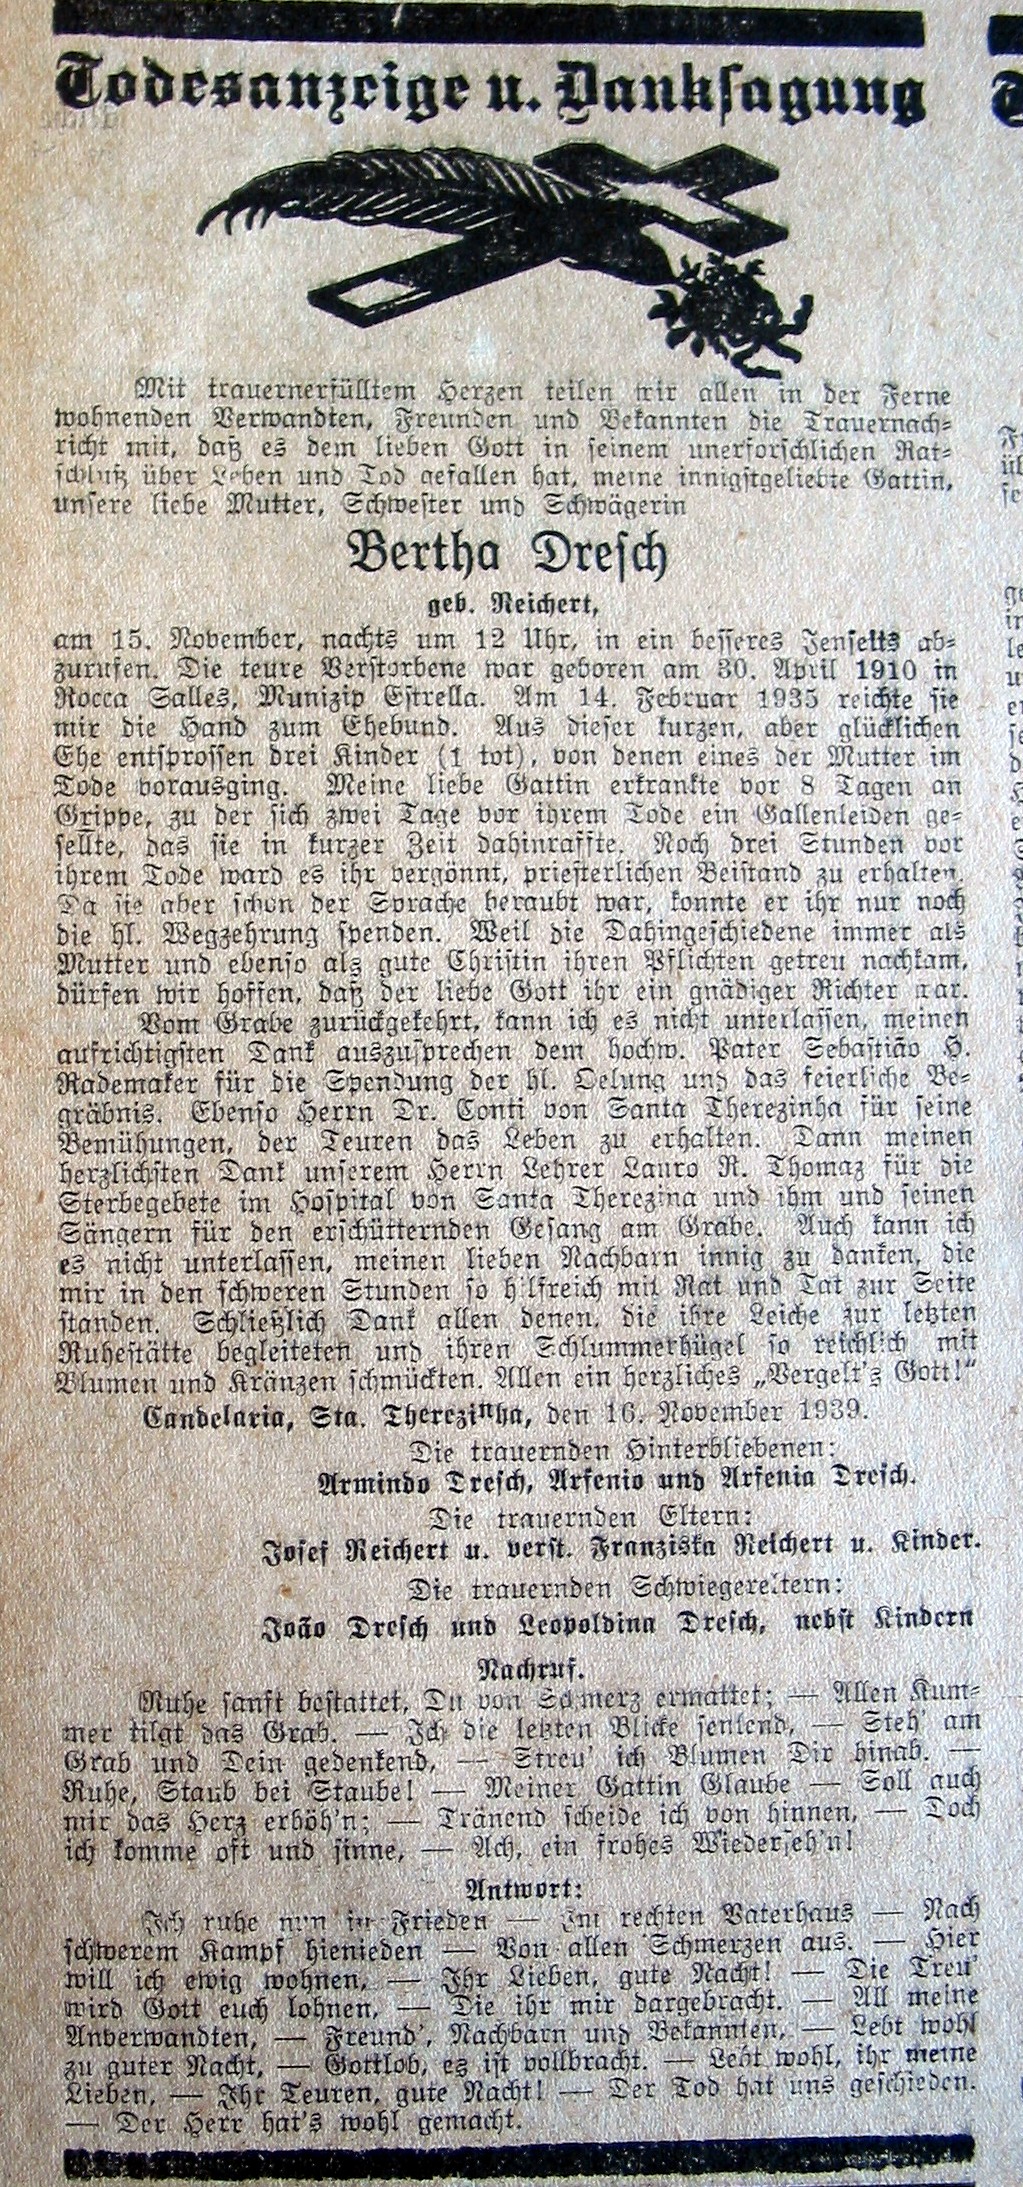 Todesanzeige u. Danksagung
Mit trauernerfülltem Herzen teilen wir allen in der Ferne
wohnenden Verwandten, Freunden und Bekannten die Trauernach-
richt mit, daß es dem lieben Gott in seinem unerforschlichen Rat-
schluß über Leben und Tod gefallen hat, meine innigstgeliebte Gattin,
unsere liebe Mutter, Schwester und Schwägerin
Bertha Dresch
geb. Reichert,
am 15. November, nachts um 12 Uhr, in ein besseres Jenseits ab-
zurufen. Die teure Verstorbene war geboren am 30. April 1910 in
Rocca Salles, Munizip Estrella. Am 14. Februar 1935 reichte sie
mir die Hand zum Ehebund. Aus dieser kurzen, aber glücklichen
Ehe entsprossen drei Kinder (1 tot), von denen eines der Mutter im
Tode vorausging. Meine liebe Gattin erkrankte vor 8 Tagen an
Grippe, zu der sich zwei Tage vor ihrem Tode ein Gallenleiden ge-
sellte, das sie in kurzer Zeit dahinraffte. Noch drei Stunden vor
ihrem Tode ward es ihr vergönnt, priesterlichen Beistand zu erhalten.
Da sie aber schon der Sprache beraubt war, konnte er ihr nur noch
die hl. Wegzehrung spenden. Weil die Dahingeschiedene immer als
Mutter und ebenso als gute Christin ihren Pflichten getreu nachkam,
dürfen wir hoffen, daß der liebe Gott ihr ein gnädiger Richter war.
Vom Grabe zurückgekehrt, kann ich es nicht unterlassen, meinen
aufrichtigsten Dank auszusprechen dem hochw. Pater Sebastião H.
Rademaker für die Spendung der hl. Oelung und das feierliche Be-
gräbnis. Ebenso Herrn Dr. Conti von Santa Therezinha für seine
Bemühungen, der Teuren das Leben zu erhalten. Dann meinen
herzlichsten Dank unserem Herrn Lehrer Lauro R. Thomaz für die
Sterbegebete im Hospital von Santa Therezina und ihm und seinen
Sängern für den erschütternden Gesang am Grabe. Auch kann ich
es nicht unterlassen, meinen lieben Nachbarn innig zu danken, die
mir in den schweren Stunden so hilfreich mit Rat und Tat zur Seite
standen. Schließlich Dank allen denen, die ihre Leiche zur letzten
Ruhestätte begleiteten und ihren Schlummerhügel so reichlich mit
Blumen und Kränzen schmückten. Allen ein herzliches „Vergelt's Gott!“
Candelaria, Sta. Therezinha, den 16. November 1939.
Die trauernden Hinterbliebenen:
Armindo Dresch, Arsenio und Arsenia Dresch.
Die trauernden Eltern:
Josef Reichert u. verst. Franziska Reichert u. Kinder.
Die trauernden Schwiegereltern:
João Dresch und Leopoldina Dresch, nebst Kindern
Nachruf.
Ruhe sanft bestattet, Du von Schmerz ermattet; — Allen Kum-
mer tilgt das Grab. — Ich die letzten Blicke senkend, — Steh' am
Grab und Dein gedenkend, — Streu' ich Blumen Dir hinab. —
Ruhe, Staub bei Staube! — Meiner Gattin Glaube — Soll auch
mir das Herz erhöh'n; — Tränend scheide ich von hinnen, — Doch
ich komme oft und sinne, — Ach, ein frohes Wiederseh'n!
Antwort:
Ich ruhe nun in Frieden — Im rechten Vaterhaus — Nach
schwerem Kampf hienieden — Von allen Schmerzen aus. — Hier
will ich ewig wohnen, — Ihr Lieben, gute Nacht! — Die Treu'
wird Gott euch lohnen, — Die ihr mir dargebracht. — All meine
Anverwandten, — Freund', Nachbarn und Bekannten, — Lebt wohl
zu guter Nacht, — Gottlob, es ist vollbracht. — Lebt wohl, ihr meine
Lieben, — Ihr Teuren, gute Nacht! — Der Tod hat uns geschieden.
— Der Herr hat's wohl gemacht.